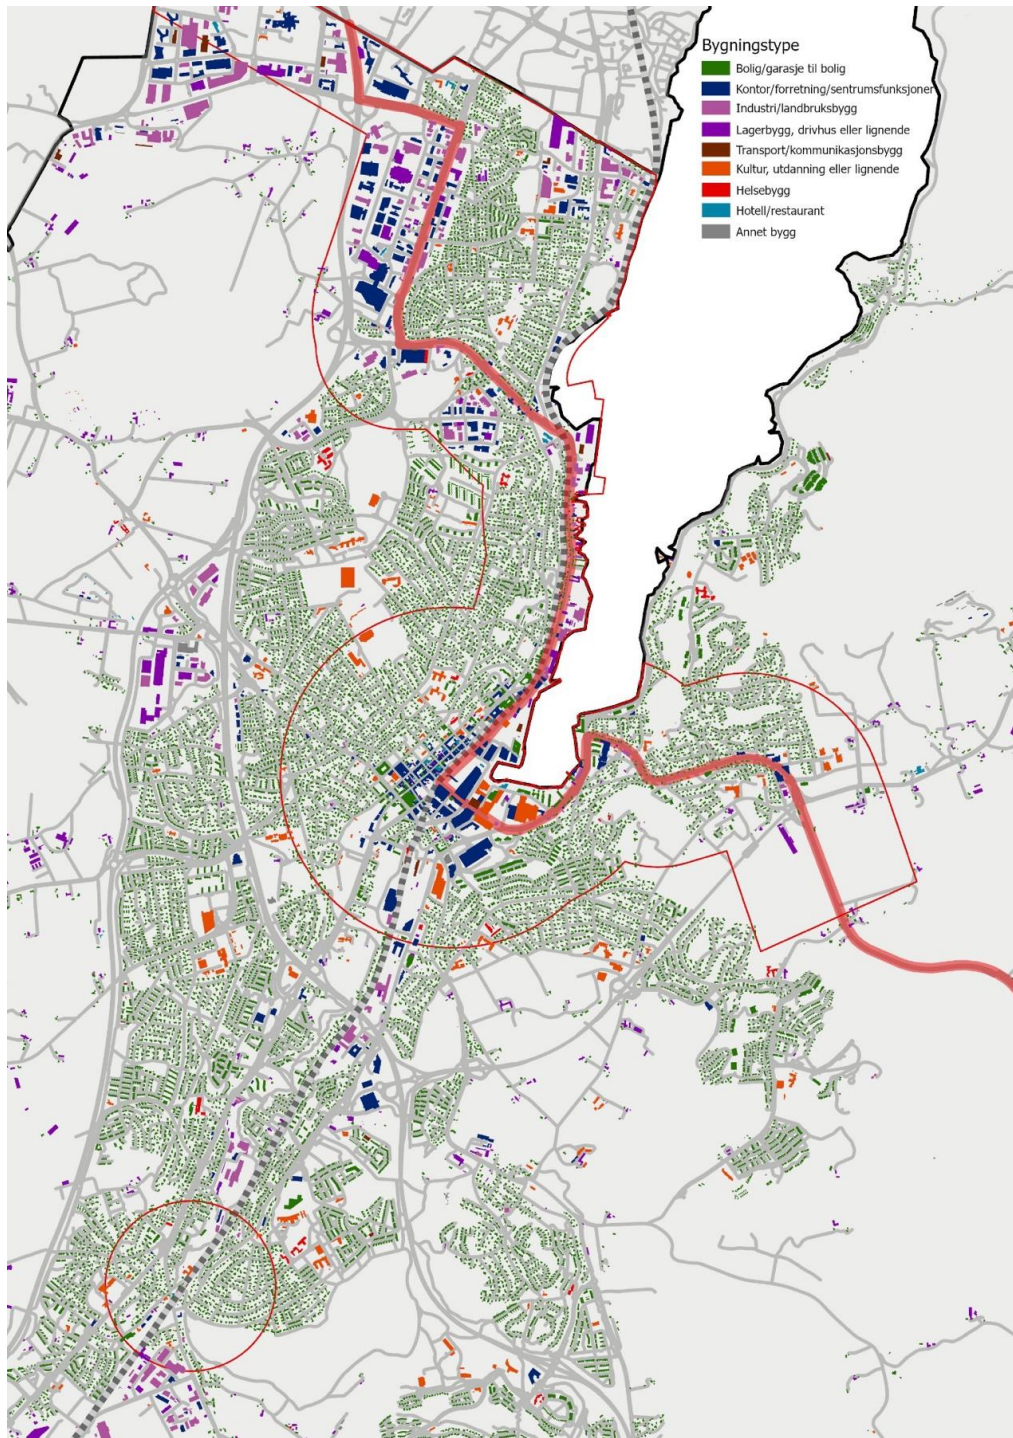 Bygningstype
Bolig/garasje til bolig
Kontor/forretning/sentrumsfunksjoner
Industri/landbruksbygg
Lagerbygg, drivhus eller lignende
Transport/kommunikasjonsbygg
Kultur, utdanning eller lignende
Helsebygg
Hotell/restaurant
Annet bygg